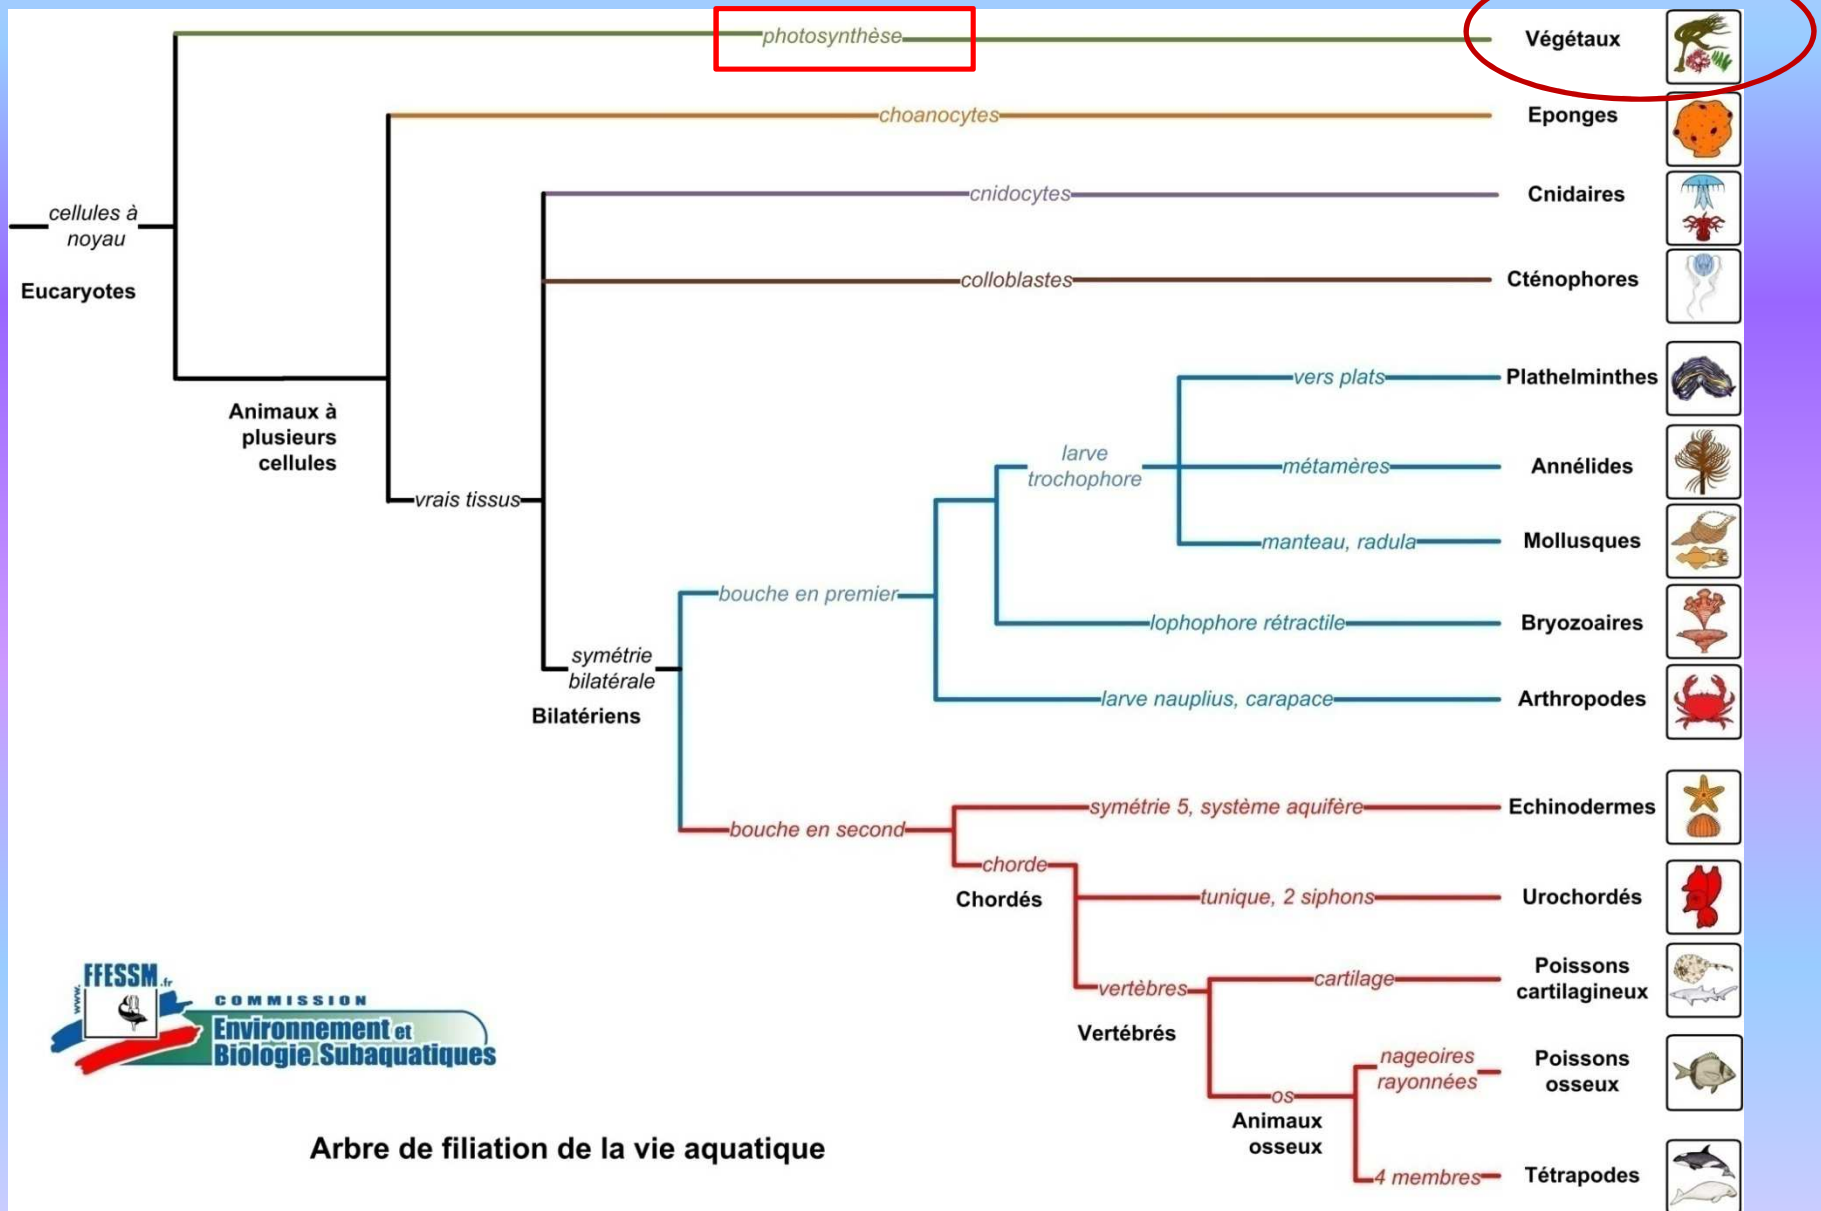 photosynthèse
Végétaux
choanocytes
Eponges
cnidocytes
Cnidaires
cellules à
noyau
Eucaryotes
colloblastes
Cténophores
vers plats
Plathelminthes
Animaux à
plusieurs
cellules
larve
trochophore
métamères
Annélides
vrais tissus
manteau, radula
Mollusques
bouche en premier
lophophore rétractile
Bryozoaires
symétrie
bilatérale
Bilatériens
larve nauplius, carapace
Arthropodes
symétrie 5, système aquifère
Echinodermes
bouche en second
chorde
Chordés
tunique, 2 siphons
Urochordés
vertèbres
Vertébrés
cartilage
Poissons
cartilagineux
nageoires
rayonnées
Poissons
osseux
os
Animaux
osseux
4 membres
Tétrapodes
www.FFESSM.fr
COMMISSION
Environnement et
Biologie Subaquatiques
Arbre de filiation de la vie aquatique